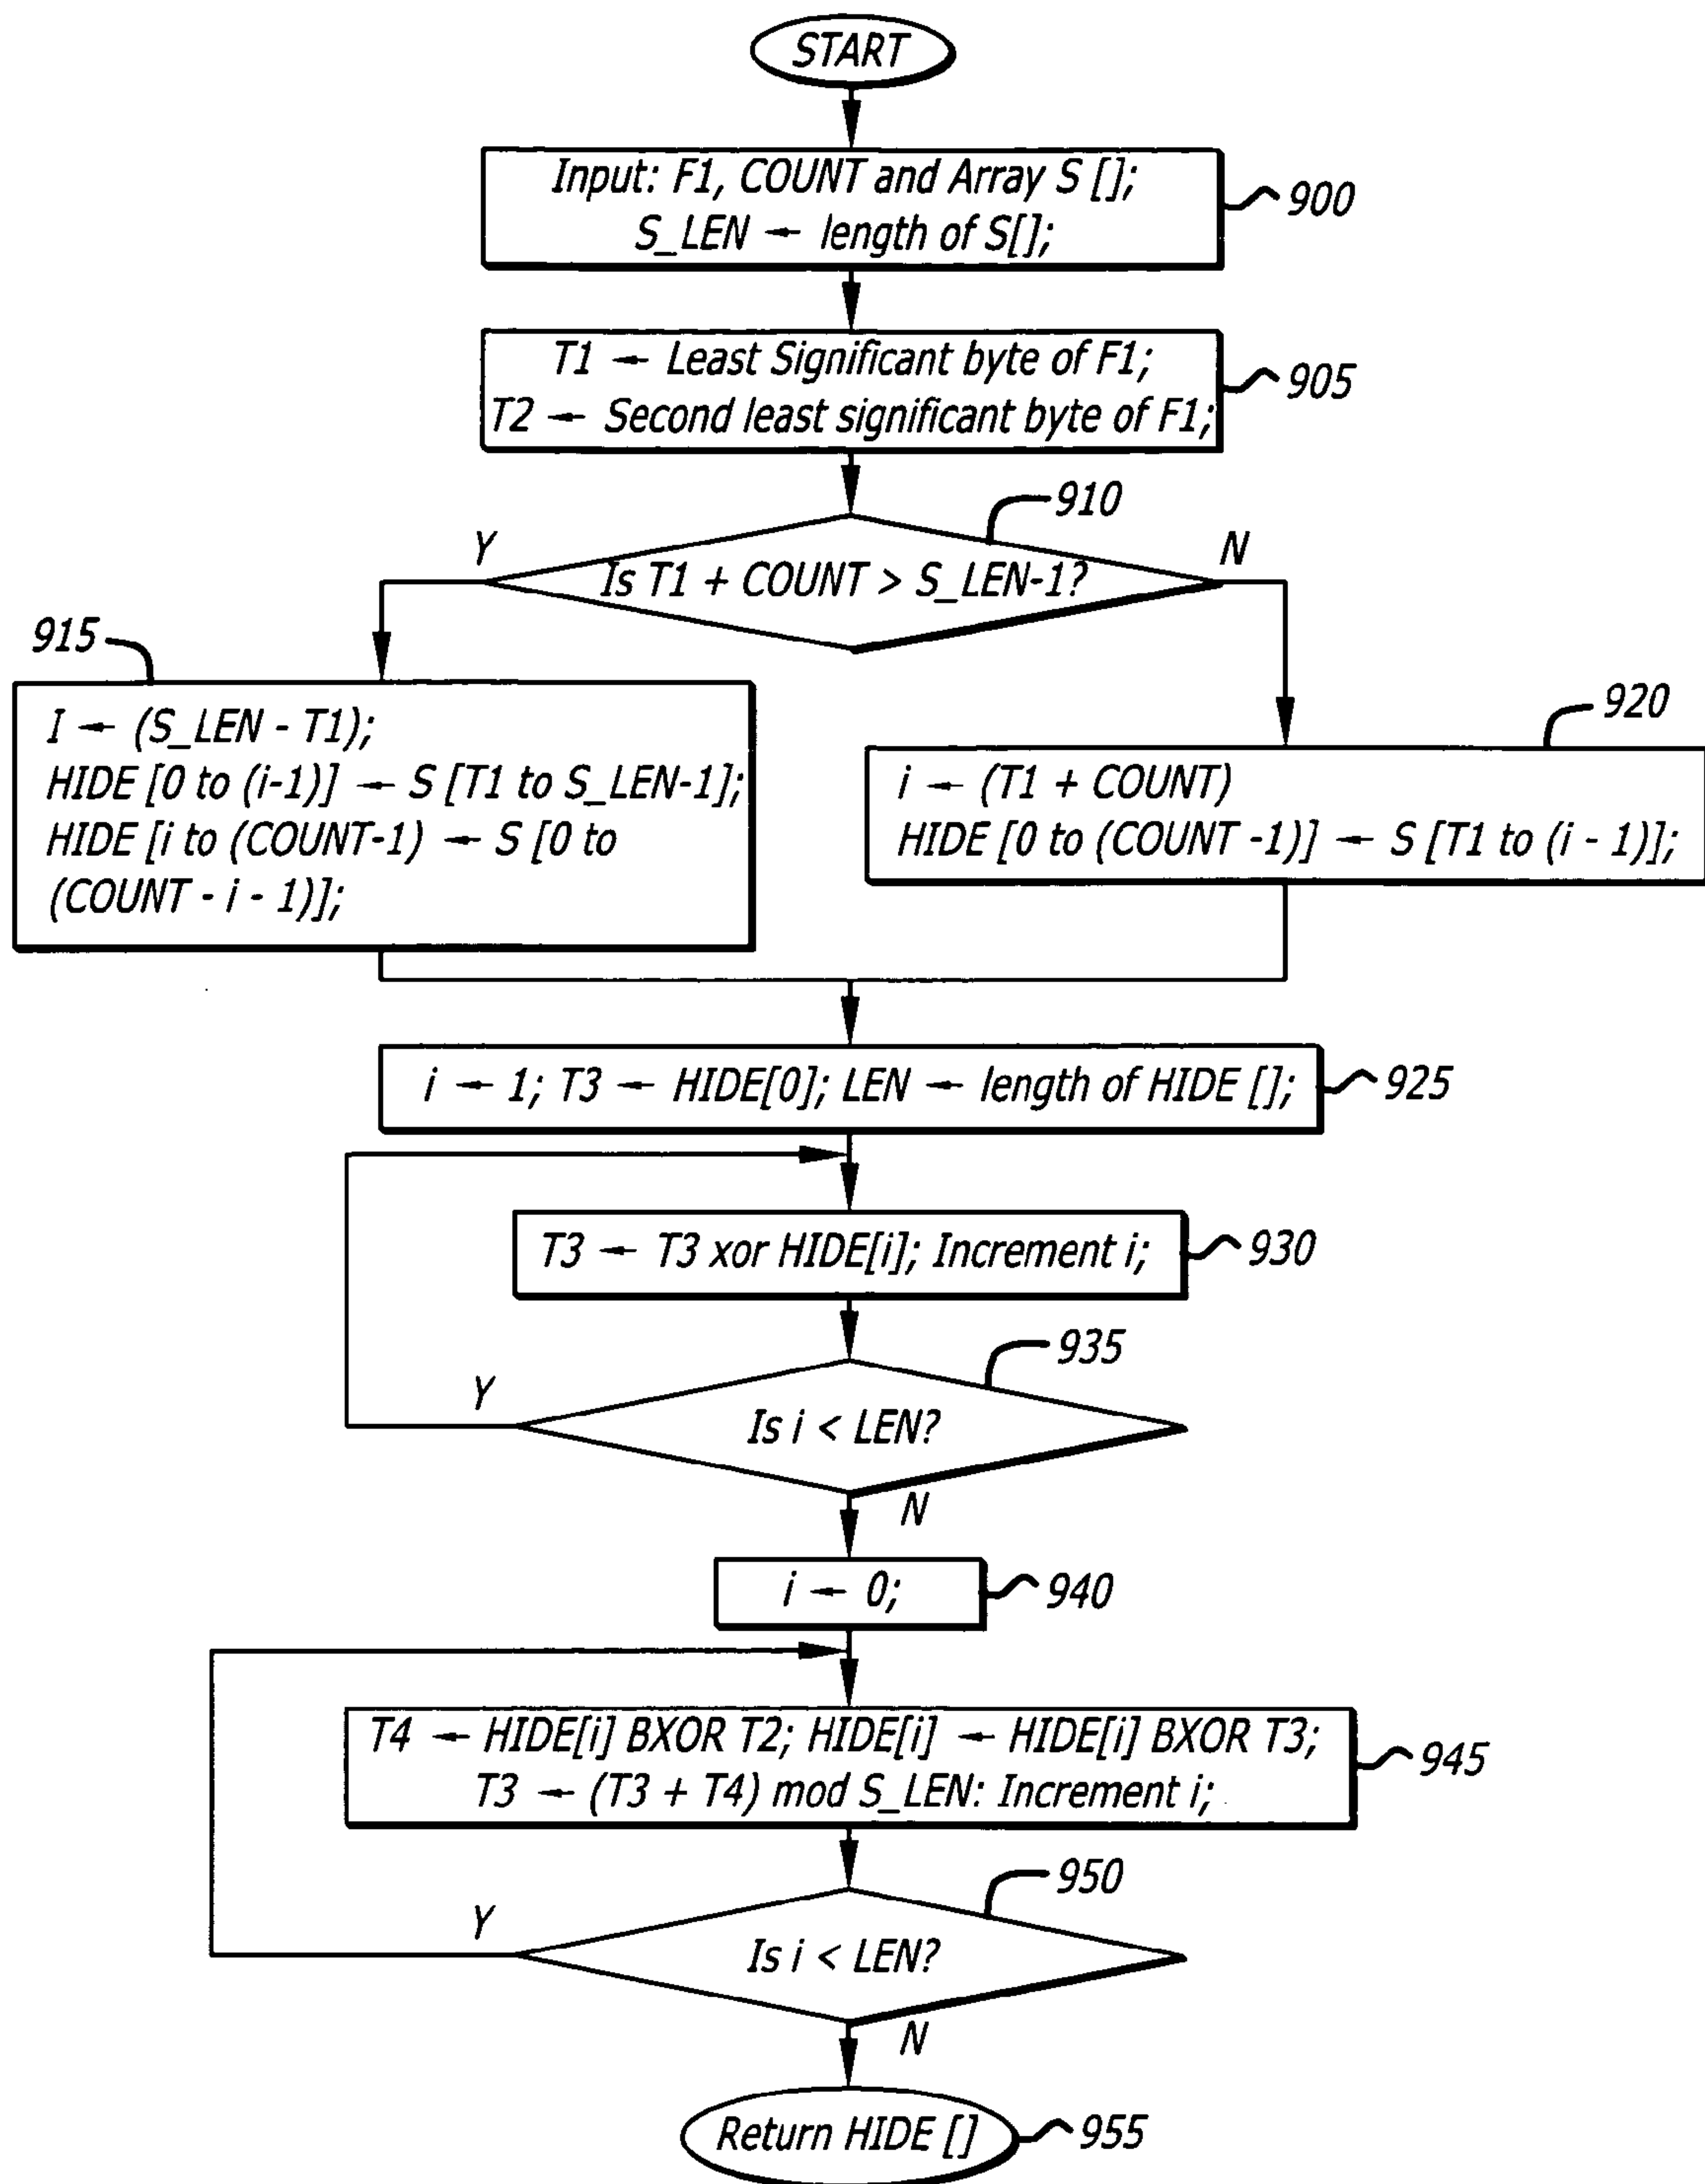 START
Input: F1, COUNT and Array S [];
S_LEN ← length of S[];
900
T1 ← Least Significant byte of F1;
T2 ← Second least significant byte of F1;
905
910
Y
Is T1 + COUNT > S_LEN-1?
N
915
I ← (S_LEN - T1);
HIDE [0 to (i-1)] ← S [T1 to S_LEN-1];
HIDE [i to (COUNT-1) ← S [0 to
(COUNT - i - 1)];
920
i ← (T1 + COUNT)
HIDE [0 to (COUNT -1)] ← S [T1 to (i - 1)];
i ← 1; T3 ← HIDE[0]; LEN ← length of HIDE [];
925
T3 ← T3 xor HIDE[i]; Increment i;
930
935
Y
Is i < LEN?
N
i ← 0;
940
T4 ← HIDE[i] BXOR T2; HIDE[i] ← HIDE[i] BXOR T3;
T3 ← (T3 + T4) mod S_LEN: Increment i;
945
950
Y
Is i < LEN?
N
Return HIDE []
955